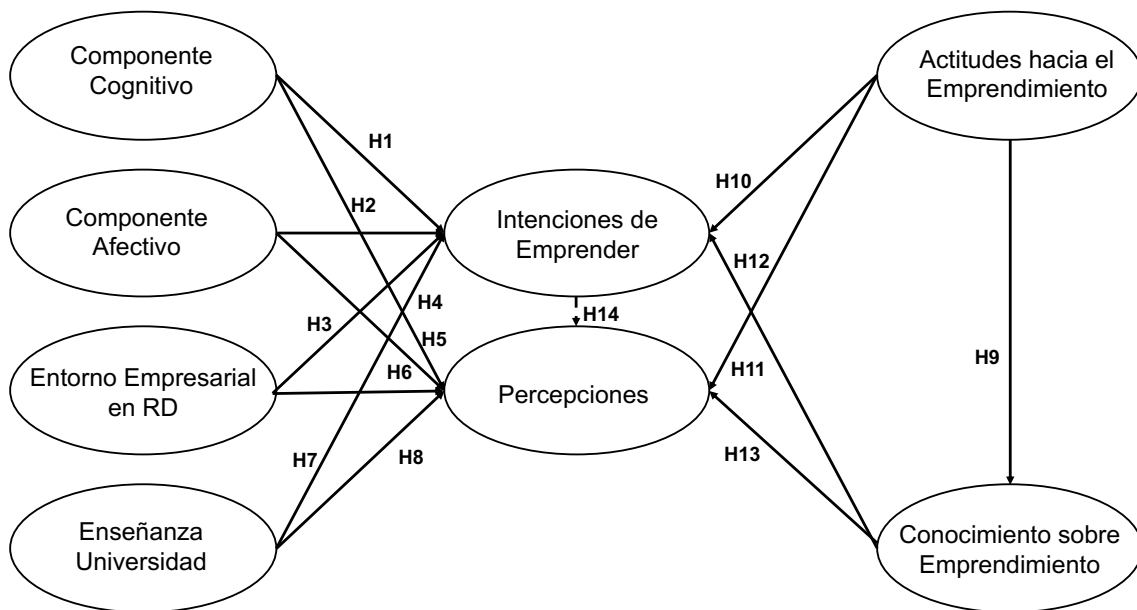 Componente
Cognitivo
Actitudes hacia el
Emprendimiento
H1
H10
H2
Componente
Afectivo
Intenciones de
Emprender
H12
H4
H3
H14
H5
H9
H11
H6
Entorno Empresarial
en RD
Percepciones
H7
H8
H13
Enseñanza
Universidad
Conocimiento sobre
Emprendimiento